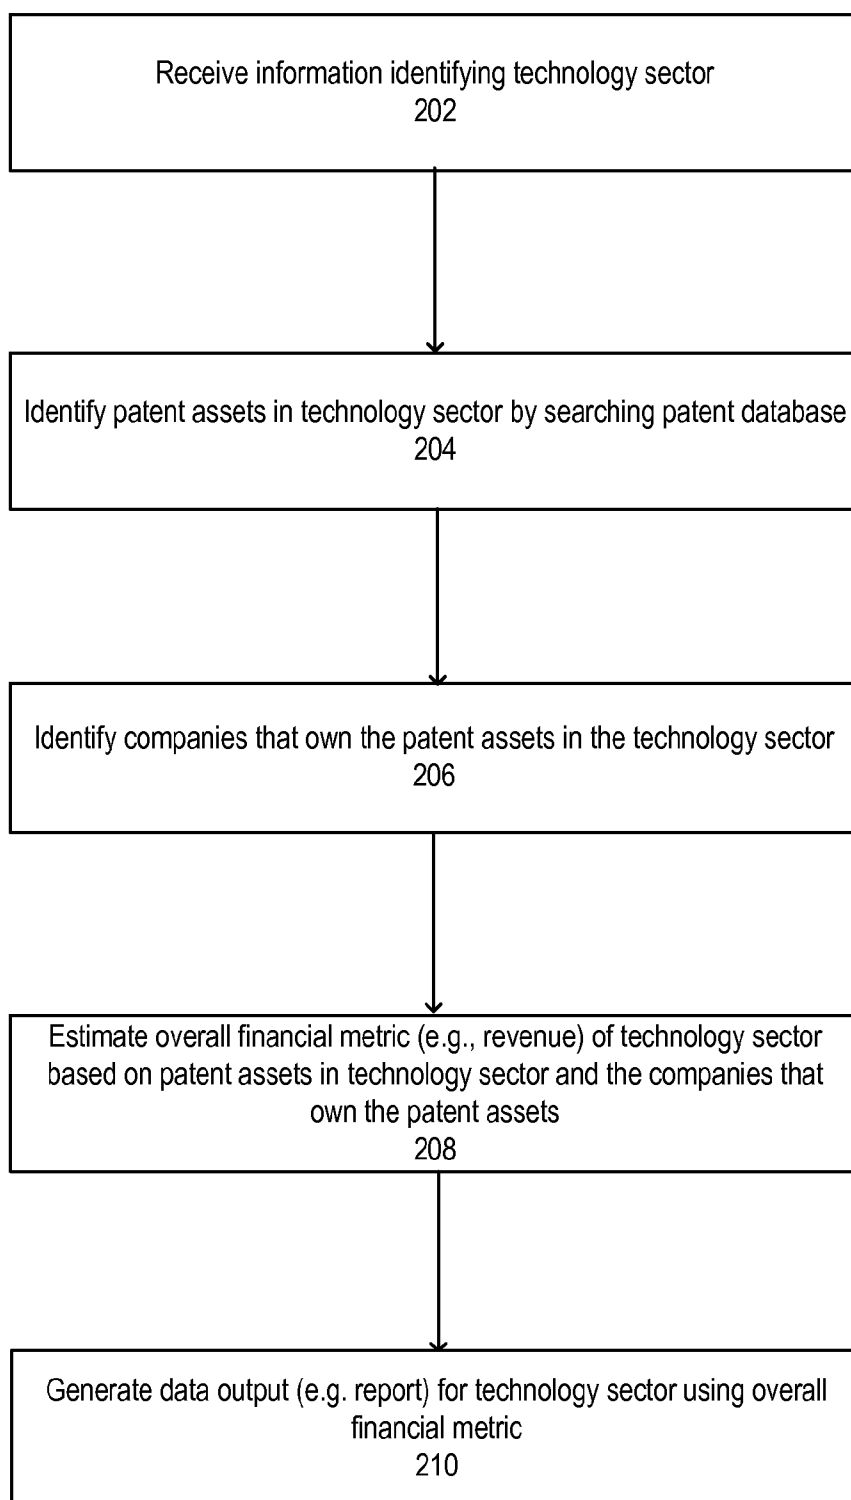 Receive information identifying technology sector
202
Identify patent assets in technology sector by searching patent database
204
Identify companies that own the patent assets in the technology sector
206
Estimate overall financial metric (e.g., revenue) of technology sector
based on patent assets in technology sector and the companies that
own the patent assets
208
Generate data output (e.g. report) for technology sector using overall
financial metric
210